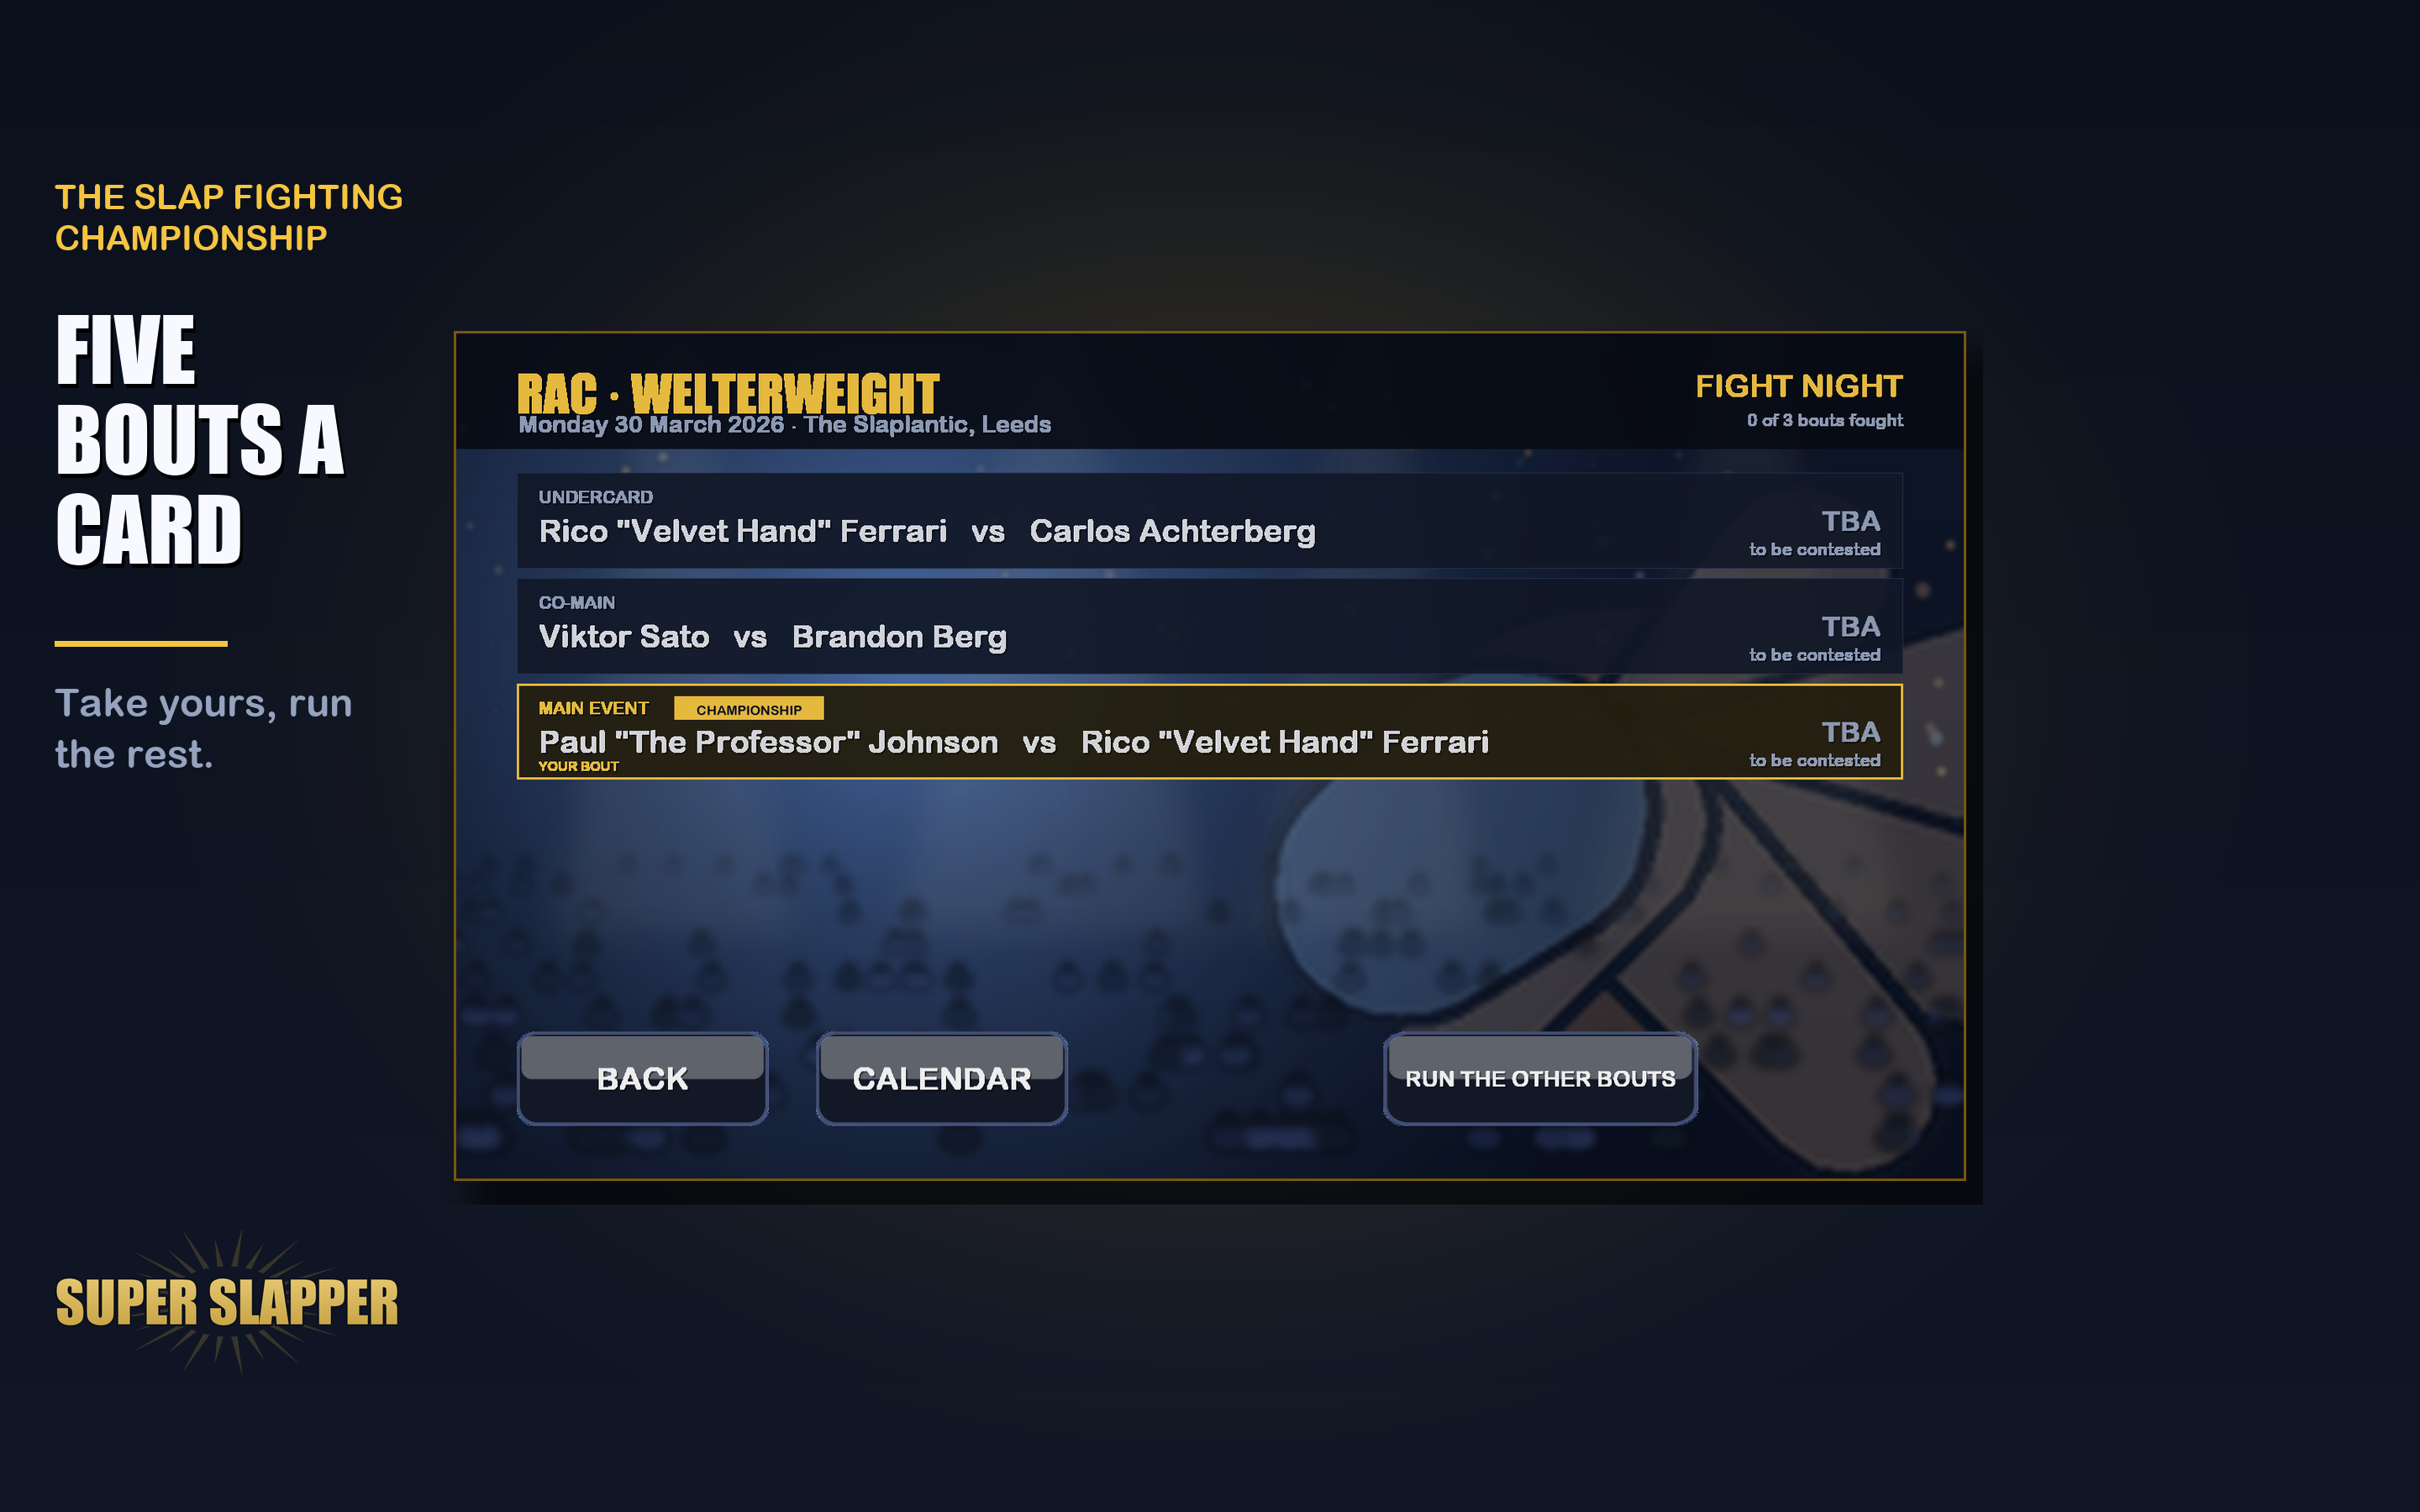 THE SLAP FIGHTING
CHAMPIONSHIP
FIVE
BOUTS A
CARD
Take yours, run
the rest.
SUPER SLAPPER
RAC · WELTERWEIGHT
Monday 30 March 2026 · The Slaplantic, Leeds
FIGHT NIGHT
0 of 3 bouts fought
UNDERCARD
Rico "Velvet Hand" Ferrari vs Carlos Achterberg
TBA
to be contested
CO-MAIN
Viktor Sato vs Brandon Berg
TBA
to be contested
MAIN EVENT CHAMPIONSHIP
Paul "The Professor" Johnson vs Rico "Velvet Hand" Ferrari
YOUR BOUT
TBA
to be contested
BACK
CALENDAR
RUN THE OTHER BOUTS